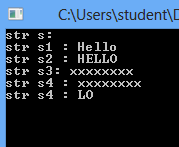 C:\Users\student\D
str s:
str s1 : Hello
str s2 : HELLO
str s3: xxxxxxxx
str s4 : xxxxxxxx
str s4 : LO